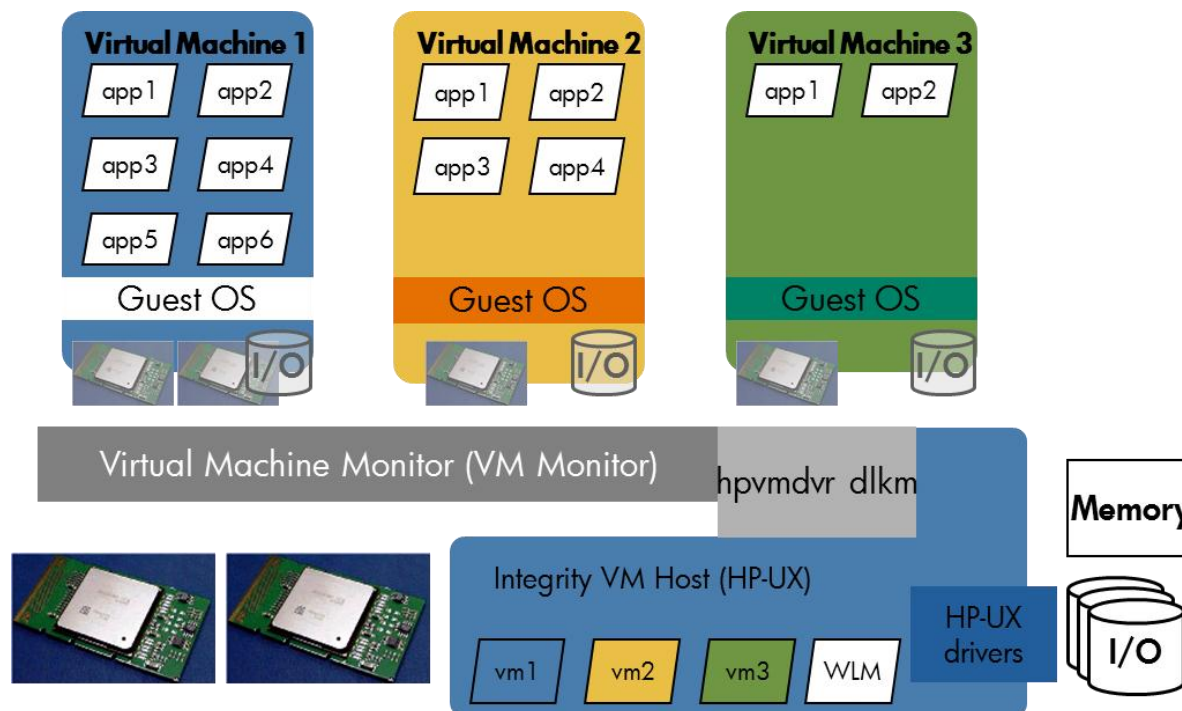 Virtual Machine 1
app1
app2
app3
app4
app5
app6
Guest OS
I/O
Virtual Machine 2
app1
app2
app3
app4
Guest OS
I/O
Virtual Machine 3
app1
app2
Guest OS
I/O
Virtual Machine Monitor (VM Monitor)
hpvmdvr dlkm
Integrity VM Host (HP-UX)
vm1
vm2
vm3
WLM
HP-UX
drivers
Memory
I/O